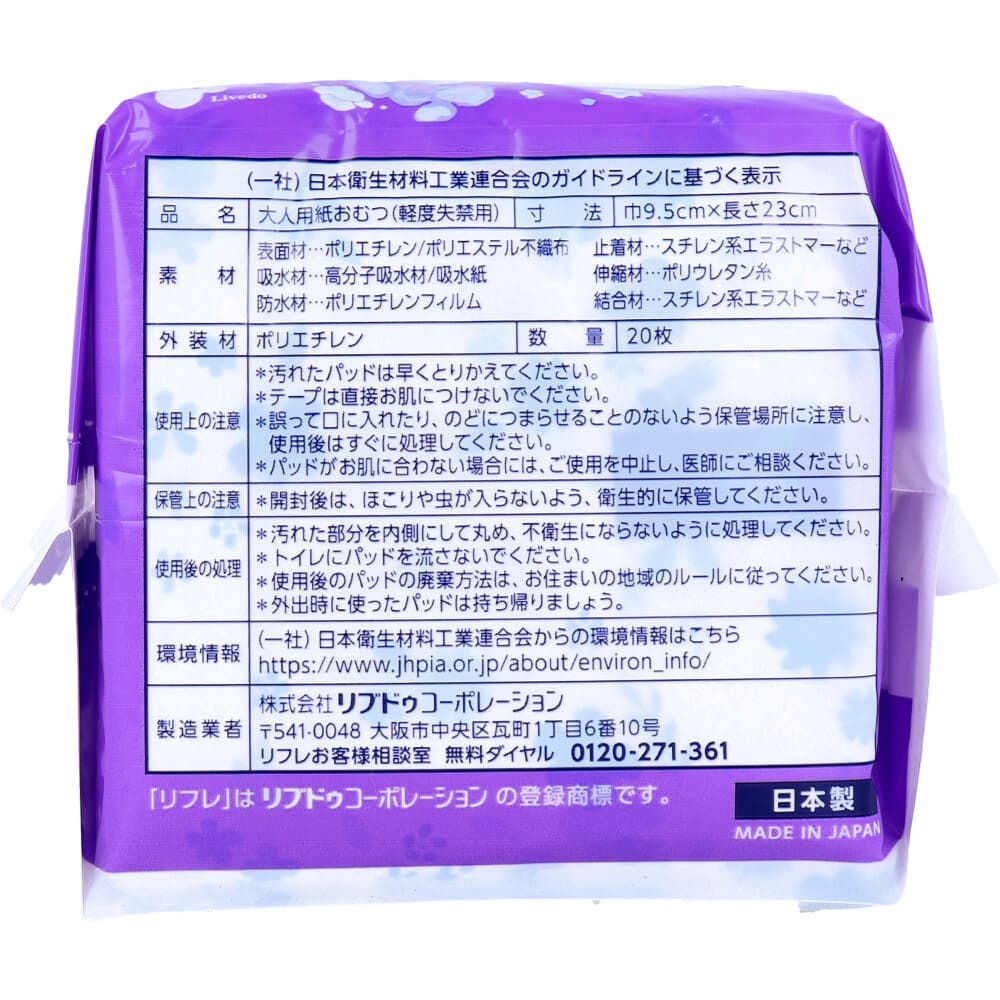 Livedo
(一社)日本衛生材料工業連合会のガイドラインに基づく表示
品名 大人用紙おむつ(軽度失禁用) 寸法 巾9.5cm×長さ23cm
素材
表面材…ポリエチレン/ポリエステル不織布 止着材…スチレン系エラストマーなど
吸水材…高分子吸水材/吸水紙 伸縮材…ポリウレタン糸
防水材…ポリエチレンフィルム 結合材…スチレン系エラストマーなど
外装材 ポリエチレン 数量 20枚
使用上の注意
*汚れたパッドは早くとりかえてください。
*テープは直接お肌につけないでください。
*誤って口に入れたり、のどにつまらせることのないよう保管場所に注意し、
使用後はすぐに処理してください。
*パッドがお肌に合わない場合には、ご使用を中止し、医師にご相談ください。
保管上の注意 *開封後は、ほこりや虫が入らないよう、衛生的に保管してください。
使用後の処理
*汚れた部分を内側にして丸め、不衛生にならないように処理してください。
*トイレにパッドを流さないでください。
*使用後のパッドの廃棄方法は、お住まいの地域のルールに従ってください。
*外出時に使ったパッドは持ち帰りましょう。
環境情報
(一社)日本衛生材料工業連合会からの環境情報はこちら
https://www.jhpia.or.jp/about/environ_info/
製造業者
株式会社リブドゥコーポレーション
〒541-0048 大阪市中央区瓦町1丁目6番10号
リフレお客様相談室 無料ダイヤル 0120-271-361
「リフレ」はリブドゥコーポレーションの登録商標です。
日本製
MADE IN JAPAN